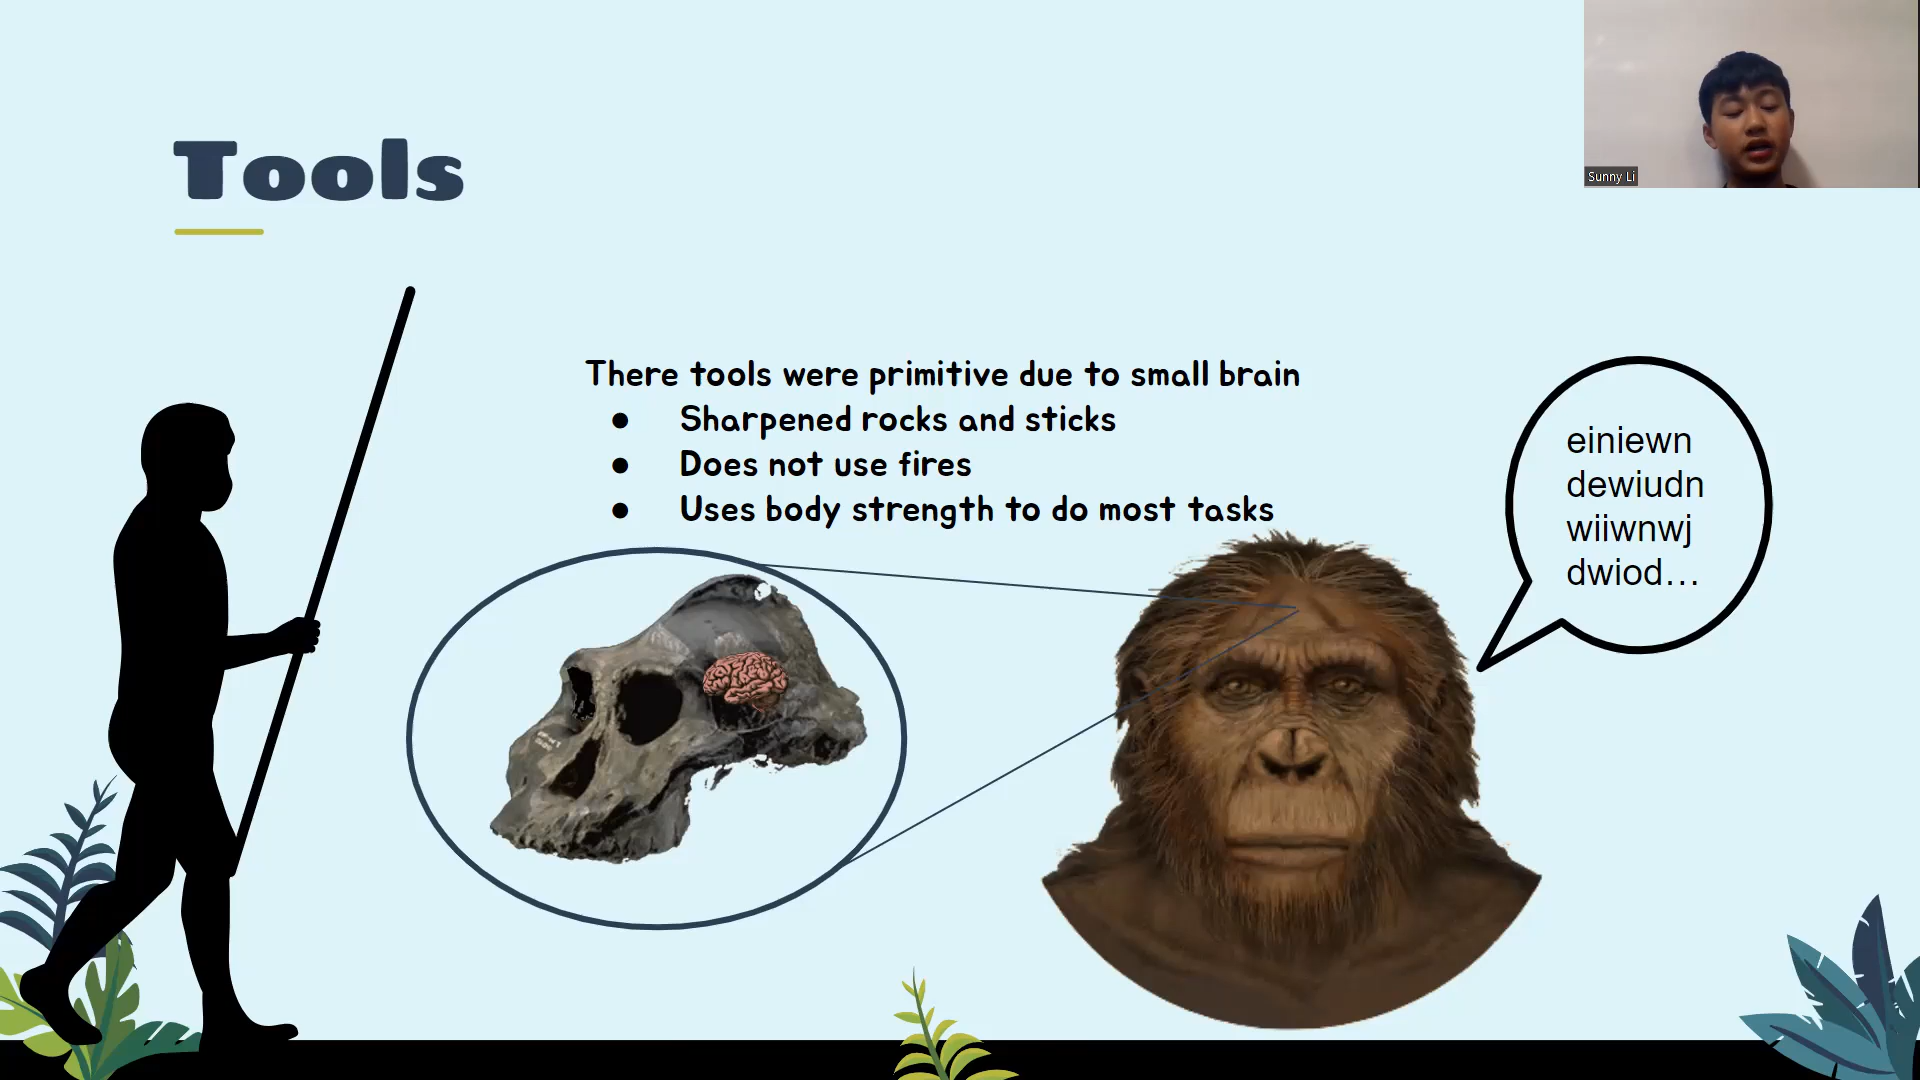 Tools
Sunny Li
There tools were primitive due to small brain
● Sharpened rocks and sticks
● Does not use fires
● Uses body strength to do most tasks
einiewn
dewiudn
wiiwnwj
dwiod...